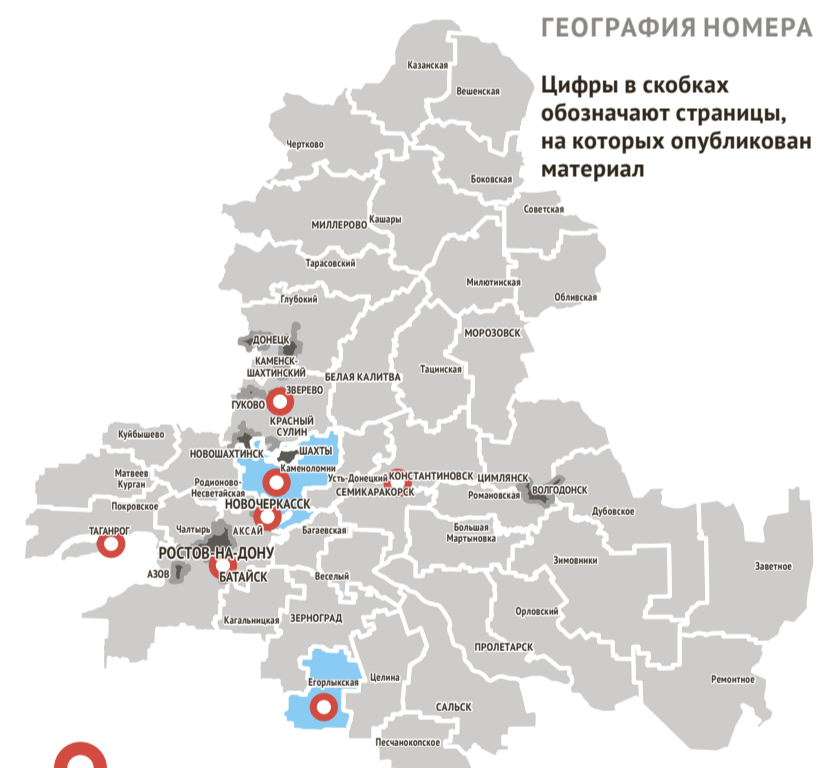 ГЕОГРАФИЯ НОМЕРА
Цифры в скобках
обозначают страницы,
на которых опубликован
материал
Казанская
Вешенская
Чертково
Боковская
Советская
МИЛЛЕРОВО
Кашары
Тарасовский
Милютинская
Обливская
Глубокий
МОРОЗОВСК
ДОНЕЦК
КАМЕНСК-
ШАХТИНСКИЙ
Тацинская
БЕЛАЯ КАЛИТВА
ЗВЕРЕВО
ГУКОВО
КРАСНЫЙ
СУЛИН
Куйбышево
НОВОШАХТИНСК
ШАХТЫ
Каменоломни
Матвеев
Курган
Родионово-
Несветайская
Усть-Донецкий
КОНСТАНТИНОВСК
ЦИМЛЯНСК
СЕМИКАРАКОРСК
Романовская
ВОЛГОДОНСК
Покровское
НОВОЧЕРКАССК
Дубовское
ТАГАНРОГ
Чалтырь
АКСАЙ
Багаевская
Большая
Мартыновка
РОСТОВ-НА-ДОНУ
Зимовники
Заветное
АЗОВ
БАТАЙСК
Веселый
Орловский
Кагальницкая
ЗЕРНОГРАД
ПРОЛЕТАРСК
Егорлыкская
Целина
Ремонтное
САЛЬСК
Песчанокопское